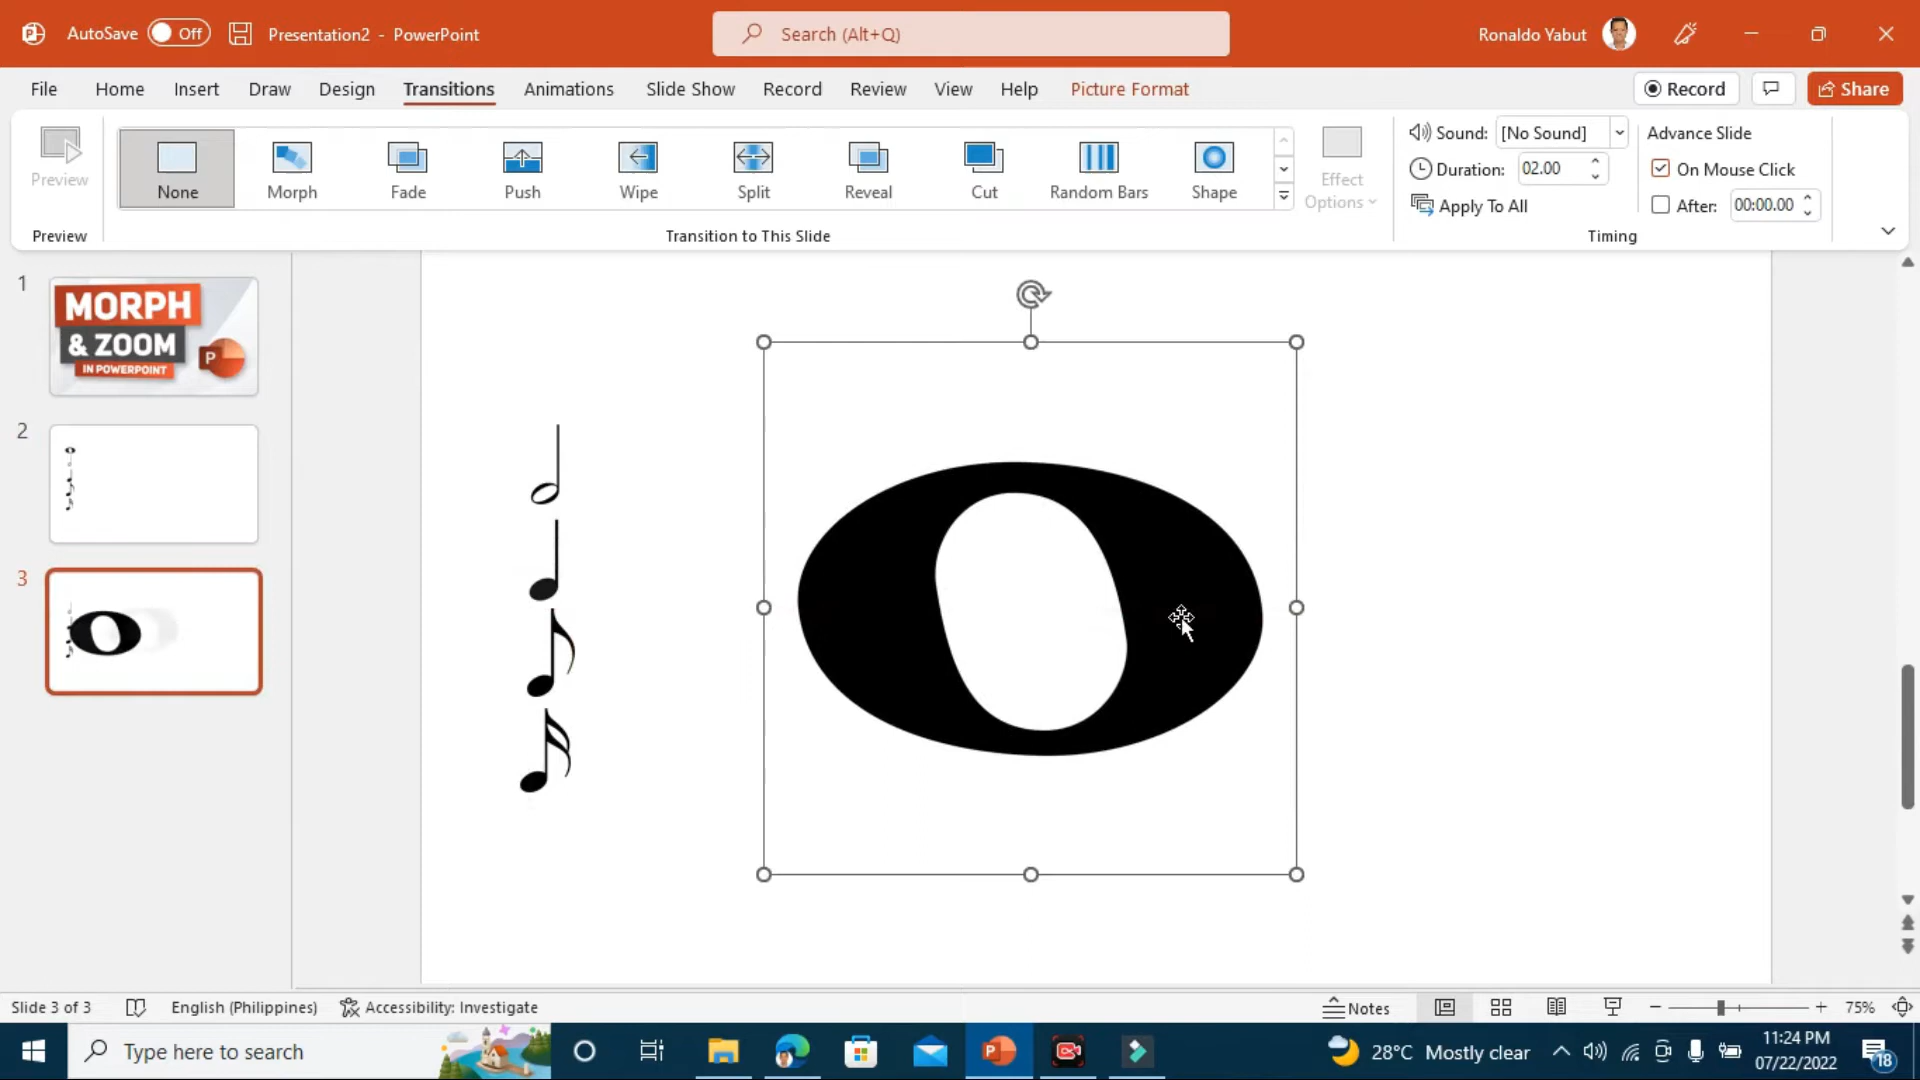 AutoSave Off Presentation2 - PowerPoint Search (Alt+Q) Ronaldo Yabut
File Home Insert Draw Design Transitions Animations Slide Show Record Review View Help Picture Format Record Share
Preview None Morph Fade Push Wipe Split Reveal Cut Random Bars Shape Effect Options
Sound: [No Sound] Advance Slide
Duration: 02.00 On Mouse Click
Apply To All After: 00:00.00
Preview Transition to This Slide Timing
1
MORPH
& ZOOM
IN POWERPOINT
P
2
3
Slide 3 of 3 English (Philippines) Accessibility: Investigate Notes 75%
Type here to search 28°C Mostly clear 11:24 PM
07/22/2022
18